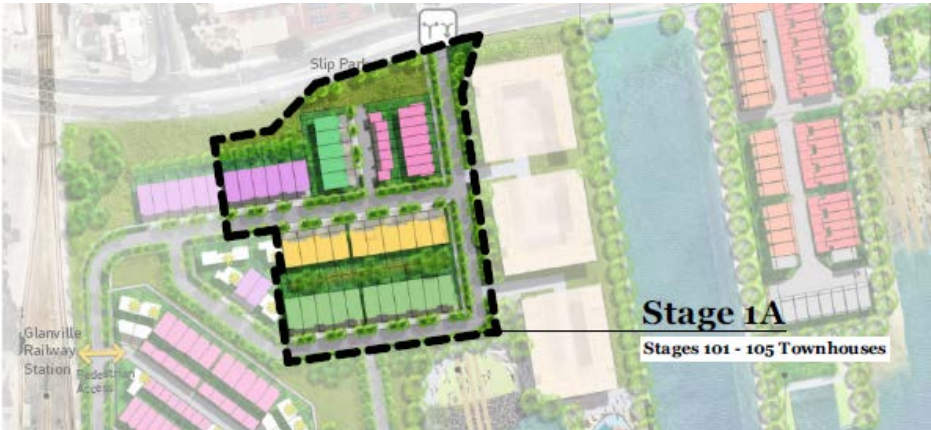 Slip Park
Stage 1A
Stages 101 - 105 Townhouses
Glanville
Railway
Station
Pedestrian
Access